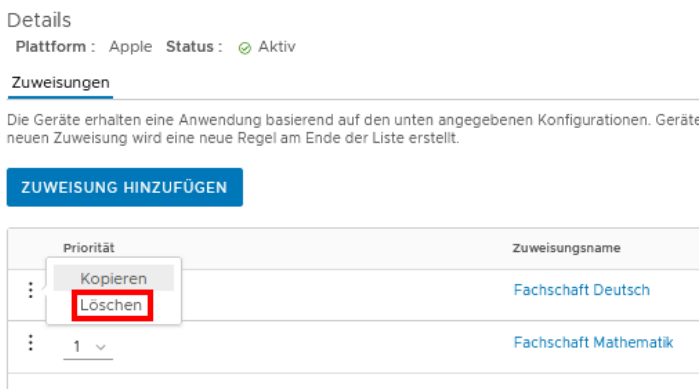 Details
Plattform : Apple Status : Aktiv
Zuweisungen
Die Geräte erhalten eine Anwendung basierend auf den unten angegebenen Konfigurationen. Geräte
neuen Zuweisung wird eine neue Regel am Ende der Liste erstellt.
ZUWEISUNG HINZUFÜGEN
Priorität Zuweisungsname
Kopieren
Fachschaft Deutsch
Löschen
1 Fachschaft Mathematik